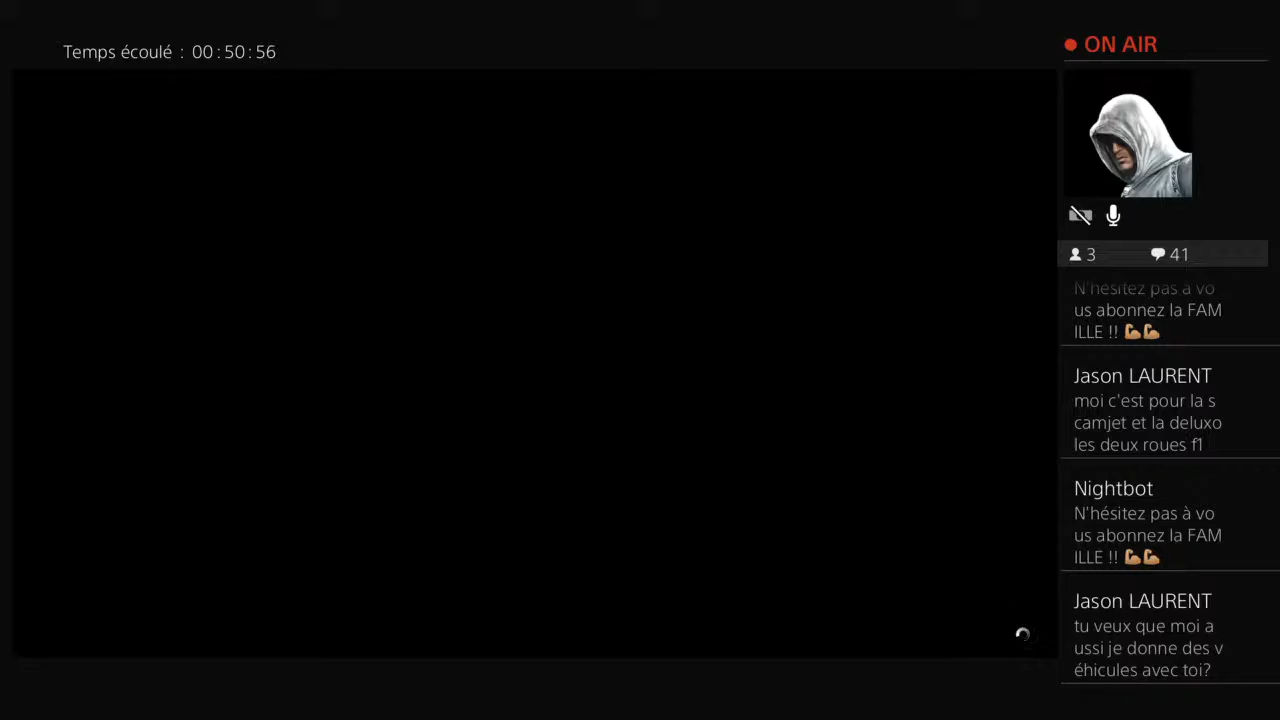 Temps écoulé : 00:50:56
ON AIR
3 41
N'hésitez pas à vo
us abonnez la FAM
ILLE !! 💪🏽💪🏽
Jason LAURENT
moi c'est pour la s
camjet et la deluxo
les deux roues f1
Nightbot
N'hésitez pas à vo
us abonnez la FAM
ILLE !! 💪🏽💪🏽
Jason LAURENT
tu veux que moi a
ussi je donne des v
éhicules avec toi?